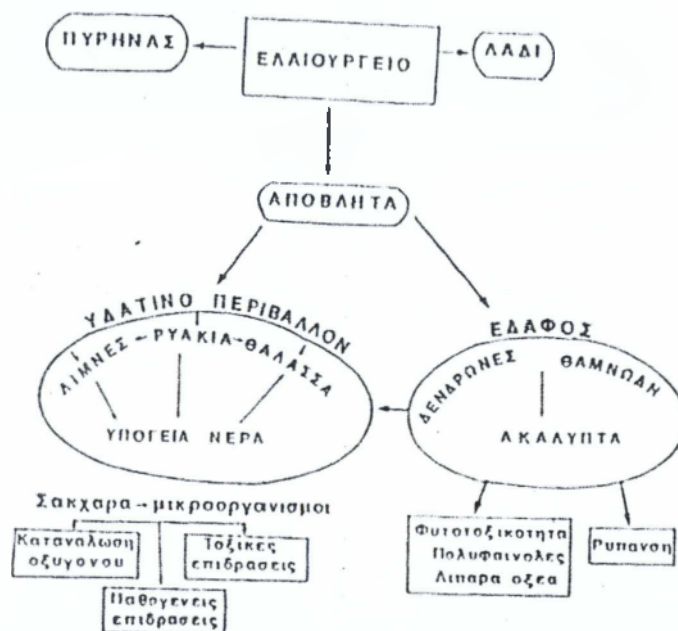 ΠΥΡΗΝΑΣ
ΕΛΑΙΟΥΡΓΕΙΟ
ΛΑΔΙ
ΑΠΟΒΛΗΤΑ
ΥΔΑΤΙΝΟ ΠΕΡΙΒΑΛΛΟΝ
ΛΙΜΝΕΣ ΡΥΑΚΙΑ ΘΑΛΑΣΣΑ
ΥΠΟΓΕΙΑ ΝΕΡΑ
ΕΔΑΦΟΣ
ΔΕΝΔΡΩΝΕΣ ΘΑΜΝΩΔΗ
ΑΚΑΛΥΠΤΑ
Σακχαρα → μικροοργανισμοι
Καταναλωση
οξυγονου
Τοξικες
επιδρασεις
Παθογενεις
επιδρασεις
Φυτοτοξικοτητα
Πολυφαινολες
Λιπαρα οξεα
Ρυπανση